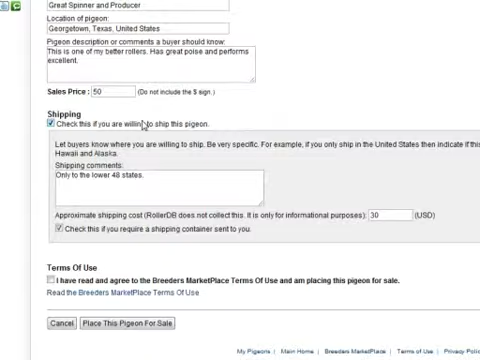 Great Spinner and Producer
Location of pigeon:
Georgetown, Texas, United States
Pigeon description or comments a buyer should know:
This is one of my better rollers. Has great poise and performs
excellent.
Sales Price : 50 (Do not include the $ sign.)
Shipping
Check this if you are willing to ship this pigeon.
Let buyers know where you are willing to ship. Be very specific. For example, if you only ship in the United States then indicate if this
Hawaii and Alaska.
Shipping comments:
Only to the lower 48 states.
Approximate shipping cost (RollerDB does not collect this. It is only for informational purposes): 30 (USD)
Check this if you require a shipping container sent to you.
Terms Of Use
I have read and agree to the Breeders MarketPlace Terms Of Use and am placing this pigeon for sale.
Read the Breeders MarketPlace Terms Of Use
Cancel Place This Pigeon For Sale
My Pigeons | Main Home | Breeders MarketPlace | Terms of Use | Privacy Polic